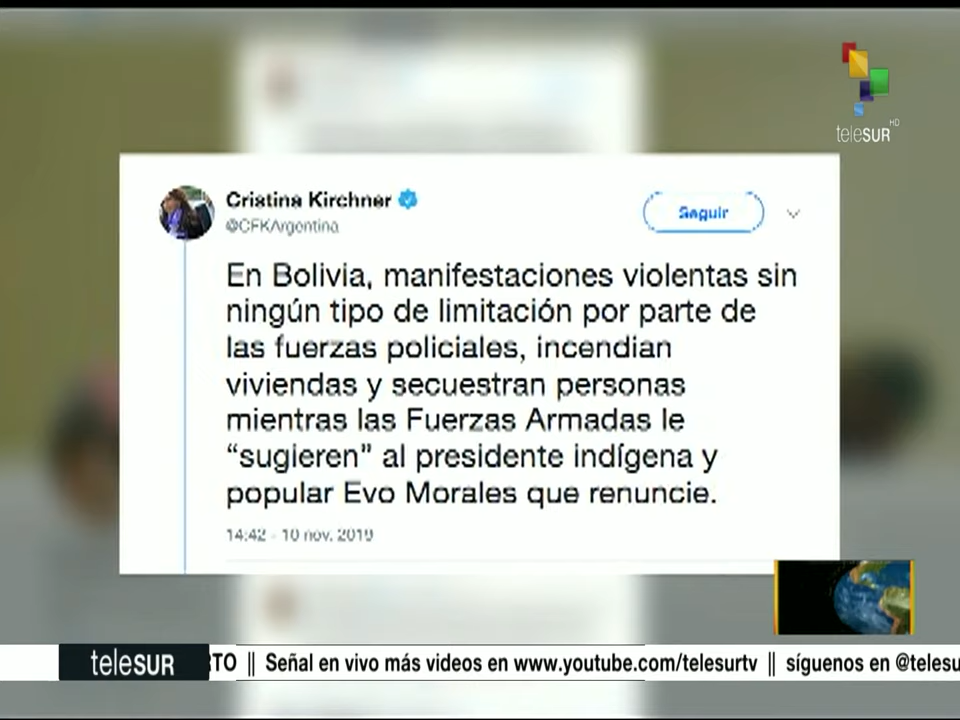 teleSUR HD
Cristina Kirchner
@CFKArgentina
Seguir
En Bolivia, manifestaciones violentas sin
ningún tipo de limitación por parte de
las fuerzas policiales, incendian
viviendas y secuestran personas
mientras las Fuerzas Armadas le
“sugieren” al presidente indígena y
popular Evo Morales que renuncie.
14:42 - 10 nov. 2019
teleSUR
BTO || Señal en vivo más videos en www.youtube.com/telesurtv || síguenos en @telesu